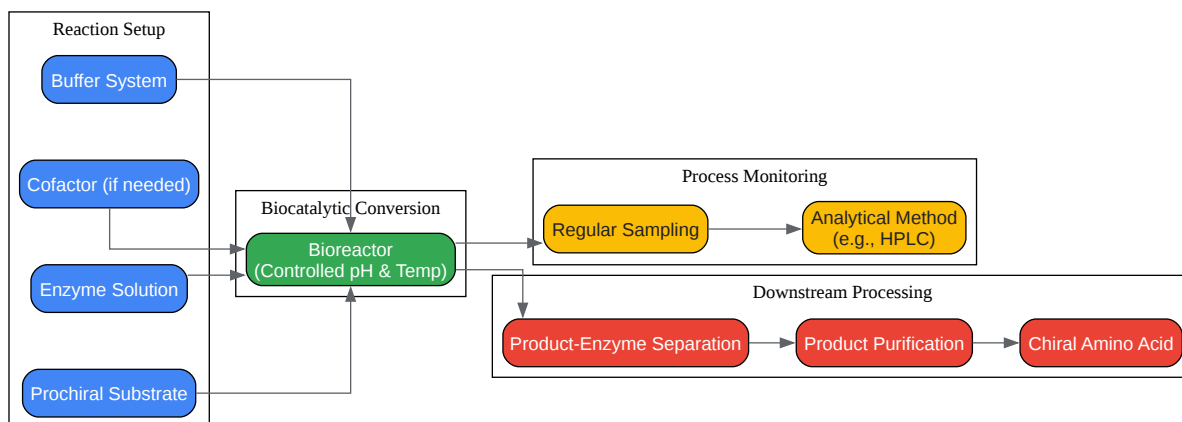 Reaction Setup
Buffer System
Cofactor (if needed)
Enzyme Solution
Prochiral Substrate
Biocatalytic Conversion
Bioreactor
(Controlled pH & Temp)
Process Monitoring
Regular Sampling
Analytical Method
(e.g., HPLC)
Downstream Processing
Product-Enzyme Separation
Product Purification
Chiral Amino Acid